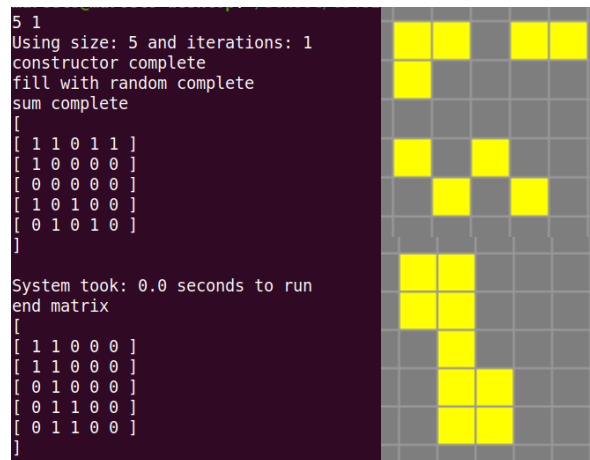 5 1
Using size: 5 and iterations: 1
constructor complete
fill with random complete
sum complete
[
[ 1 1 0 1 1 ]
[ 1 0 0 0 0 ]
[ 0 0 0 0 0 ]
[ 1 0 1 0 0 ]
[ 0 1 0 1 0 ]
]
System took: 0.0 seconds to run
end matrix
[
[ 1 1 0 0 0 ]
[ 1 1 0 0 0 ]
[ 0 1 0 0 0 ]
[ 0 1 1 0 0 ]
[ 0 1 1 0 0 ]
]